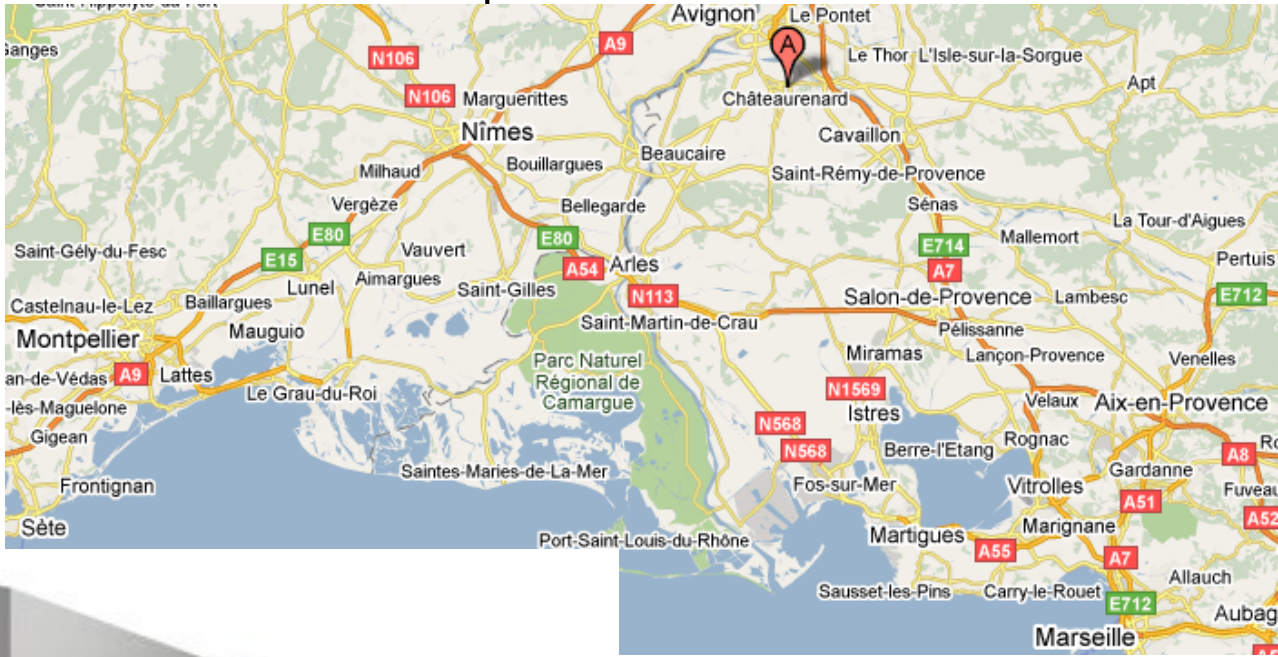 Avignon
Le Pontet
A9
A
Ganges
N106
Le Thor
L'Isle-sur-la-Sorgue
Apt
N106
Marguerittes
Châteaurenard
Nîmes
Cavaillon
Beaucaire
Bouillargues
Milhaud
Saint-Rémy-de-Provence
Vergèze
Bellegarde
Sénas
La Tour-d'Aigues
E80
E80
Mallemort
Saint-Gély-du-Fesc
Vauvert
E714
E15
Arles
Pertuis
A54
A7
Aimargues
Lunel
Saint-Gilles
E712
N113
Salon-de-Provence
Lambesc
Castelnau-le-Lez
Baillargues
Saint-Martin-de-Crau
Mauguio
Pélissanne
Montpellier
Miramas
Lançon-Provence
Venelles
Parc Naturel
Régional de
Camargue
an-de-Védas
A9
Lattes
Le Grau-du-Roi
N1569
Velaux
Aix-en-Provence
-lès-Maguelone
Istres
N568
Gigean
Rognac
N568
Berre-l'Etang
A8
Saintes-Maries-de-La-Mer
Gardanne
Frontignan
Fos-sur-Mer
Vitrolles
Fuveau
A51
A52
Sète
Marignane
Martigues
Port-Saint-Louis-du-Rhône
A55
A7
Allauch
Sausset-les-Pins
Carry-le-Rouet
E712
Aubag
Marseille